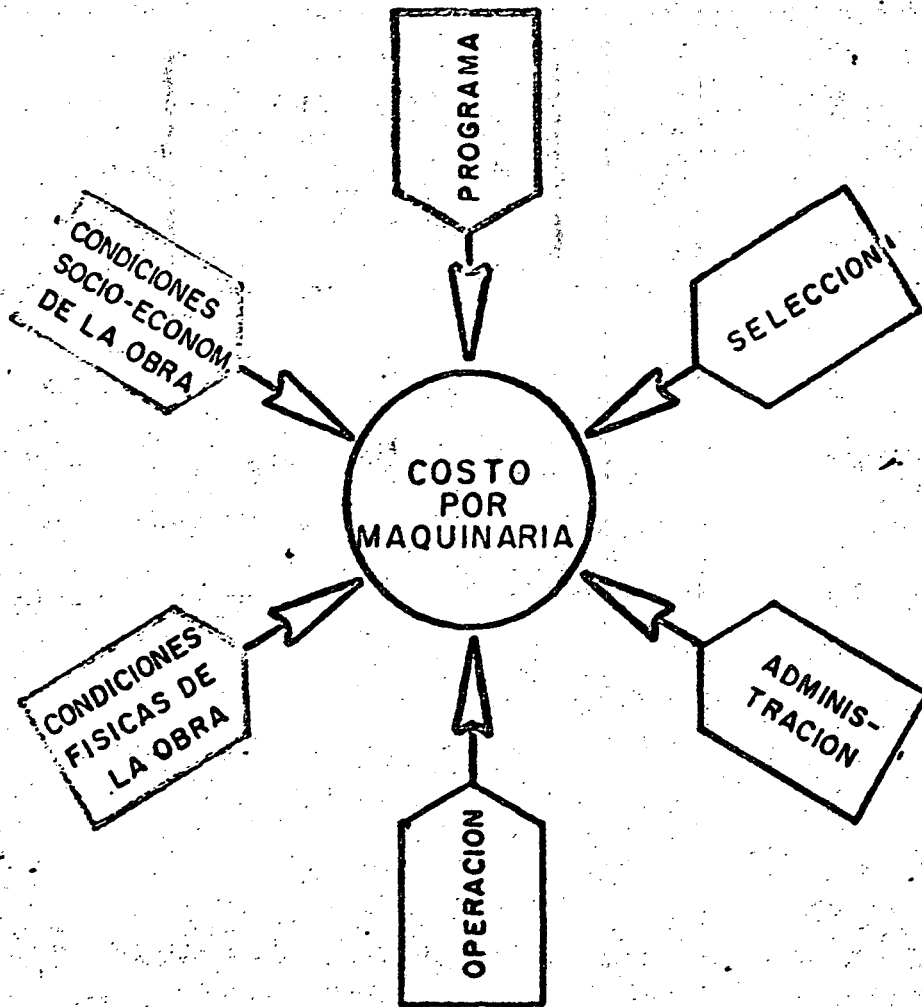 PROGRAMA
CONDICIONES
SOCIO-ECONOM.
DE LA OBRA
SELECCION
COSTO
POR
MAQUINARIA
CONDICIONES
FISICAS DE
LA OBRA
ADMINIS-
TRACION
OPERACION